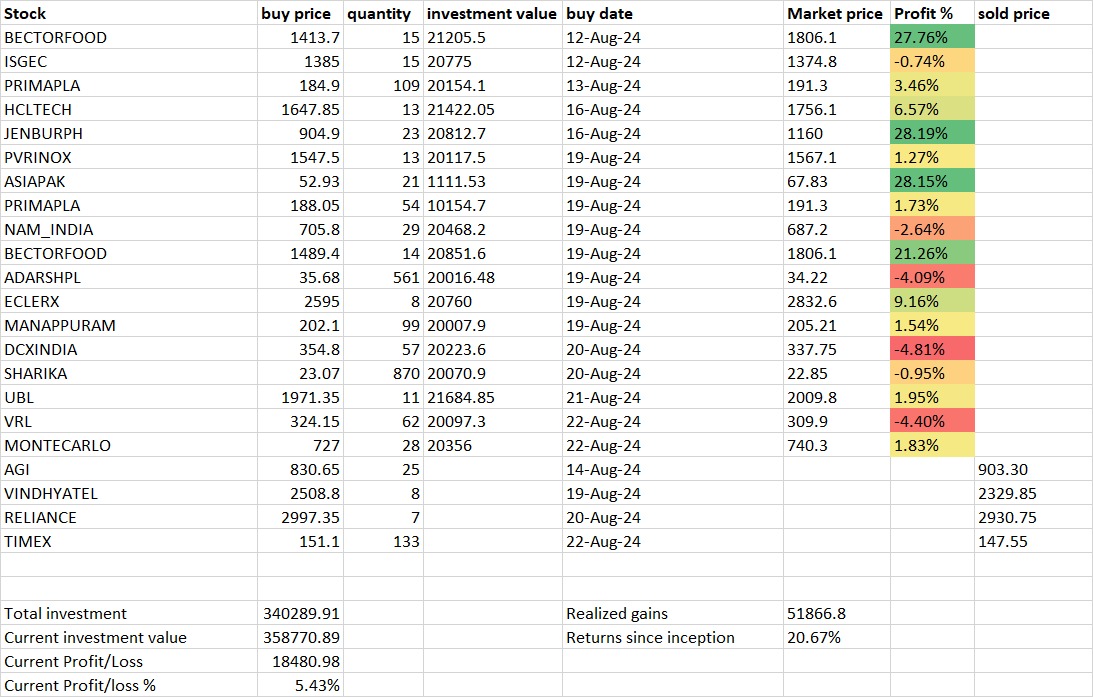 Stock buy price quantity investment value buy date Market price Profit % sold price
BECTORFOOD 1413.7 15 21205.5 12-Aug-24 1806.1 27.76%
ISGEC 1385 15 20775 12-Aug-24 1374.8 -0.74%
PRIMAPLA 184.9 109 20154.1 13-Aug-24 191.3 3.46%
HCLTECH 1647.85 13 21422.05 16-Aug-24 1756.1 6.57%
JENBURPH 904.9 23 20812.7 16-Aug-24 1160 28.19%
PVRINOX 1547.5 13 20117.5 19-Aug-24 1567.1 1.27%
ASIAPAK 52.93 21 1111.53 19-Aug-24 67.83 28.15%
PRIMAPLA 188.05 54 10154.7 19-Aug-24 191.3 1.73%
NAM_INDIA 705.8 29 20468.2 19-Aug-24 687.2 -2.64%
BECTORFOOD 1489.4 14 20851.6 19-Aug-24 1806.1 21.26%
ADARSHPL 35.68 561 20016.48 19-Aug-24 34.22 -4.09%
ECLERX 2595 8 20760 19-Aug-24 2832.6 9.16%
MANAPPURAM 202.1 99 20007.9 19-Aug-24 205.21 1.54%
DCXINDIA 354.8 57 20223.6 20-Aug-24 337.75 -4.81%
SHARIKA 23.07 870 20070.9 20-Aug-24 22.85 -0.95%
UBL 1971.35 11 21684.85 21-Aug-24 2009.8 1.95%
VRL 324.15 62 20097.3 22-Aug-24 309.9 -4.40%
MONTECARLO 727 28 20356 22-Aug-24 740.3 1.83%
AGI 830.65 25 14-Aug-24 903.30
VINDHYATEL 2508.8 8 19-Aug-24 2329.85
RELIANCE 2997.35 7 20-Aug-24 2930.75
TIMEX 151.1 133 22-Aug-24 147.55
Total investment 340289.91 Realized gains 51866.8
Current investment value 358770.89 Returns since inception 20.67%
Current Profit/Loss 18480.98
Current Profit/loss % 5.43%